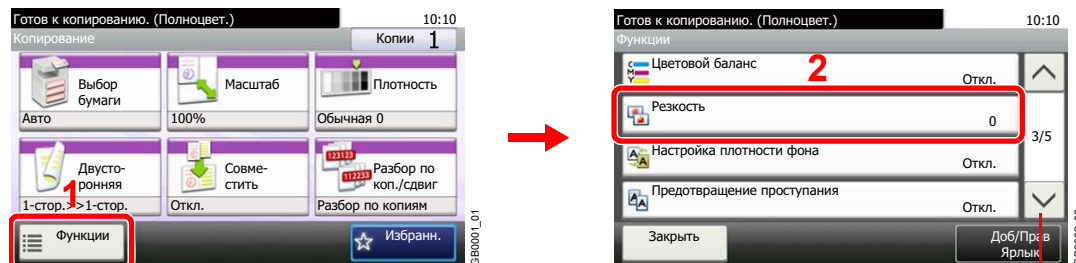 Готов к копированию. (Полноцвет.)
10:10
Копирование
Копии 1
Выбор
бумаги
Авто
Масштаб
100%
Плотность
Обычная 0
Двусто-
ронняя
1-стор.>>1-стор.
Совме-
стить
Откл.
123123
112233
Разбор по
коп./сдвиг
Разбор по копиям
1
Функции
Избранн.
GB0001_01
Готов к копированию. (Полноцвет.)
10:10
Функции
C
M
Y
Цветовой баланс
Откл.
2
Резкость
0
3/5
Настройка плотности фона
Откл.
Предотвращение проступания
Откл.
Закрыть
Доб/Прав
Ярлык